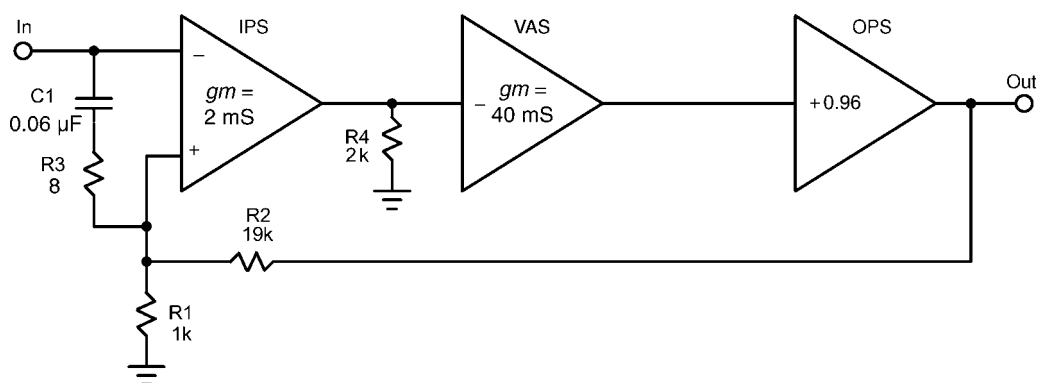 In
IPS
VAS
OPS
Out
−
gm =
2 mS
+
−
gm =
40 mS
+0.96
C1
0.06 μF
R3
8
R4
2k
R2
19k
R1
1k